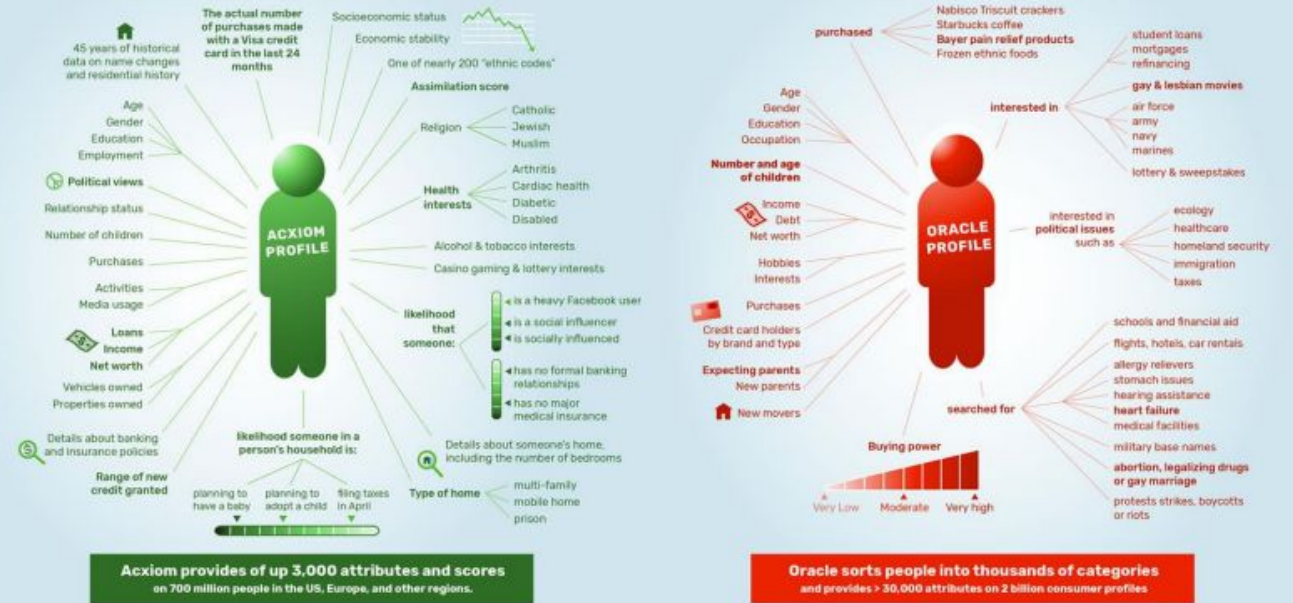 45 years of historical
data on name changes
and residential history
The actual number
of purchases made
with a Visa credit
card in the last 24
months
Socioeconomic status
Economic stability
One of nearly 200 "ethnic codes"
Assimilation score
Age
Gender
Education
Employment
Political views
Relationship status
Number of children
Purchases
Activities
Media usage
Loans
Income
Net worth
Vehicles owned
Properties owned
Details about banking
and insurance policies
Range of new
credit granted
ACXIOM
PROFILE
Religion
Catholic
Jewish
Muslim
Health
interests
Arthritis
Cardiac health
Diabetic
Disabled
Alcohol & tobacco interests
Casino gaming & lottery interests
likelihood
that
someone:
is a heavy Facebook user
is a social influencer
is socially influenced
has no formal banking
relationships
has no major
medical insurance
Details about someone's home,
including the number of bedrooms
Type of home
multi-family
mobile home
prison
likelihood someone in a
person's household is:
planning to
have a baby
planning to
adopt a child
filing taxes
in April
Acxiom provides of up 3,000 attributes and scores
on 700 million people in the US, Europe, and other regions.
purchased
Nabisco Triscuit crackers
Starbucks coffee
Bayer pain relief products
Frozen ethnic foods
interested in
student loans
mortgages
refinancing
gay & lesbian movies
air force
army
navy
marines
lottery & sweepstakes
Age
Gender
Education
Occupation
Number and age
of children
Income
Debt
Net worth
Hobbies
Interests
Purchases
Credit card holders
by brand and type
Expecting parents
New parents
New movers
ORACLE
PROFILE
interested in
political issues
such as
ecology
healthcare
homeland security
immigration
taxes
searched for
schools and financial aid
flights, hotels, car rentals
allergy relievers
stomach issues
hearing assistance
heart failure
medical facilities
military base names
abortion, legalizing drugs
or gay marriage
protests strikes, boycotts
or riots
Buying power
Very Low
Moderate
Very high
Oracle sorts people into thousands of categories
and provides > 30,000 attributes on 2 billion consumer profiles